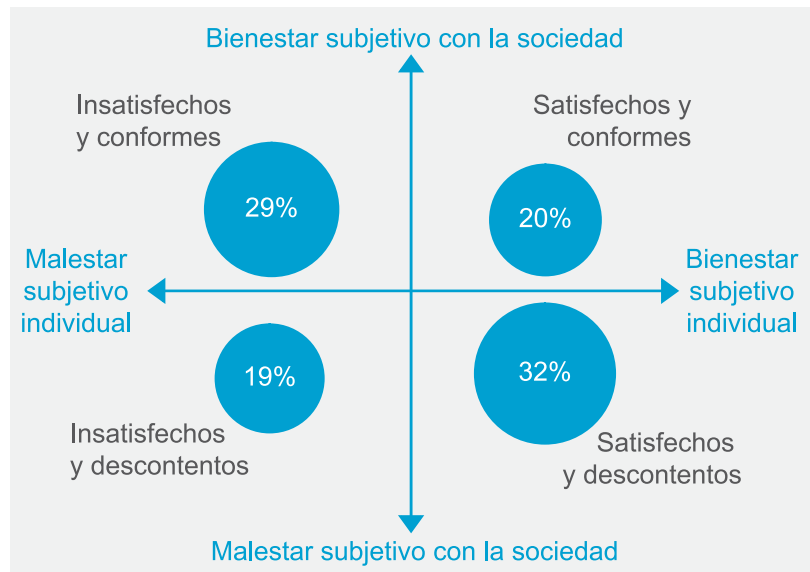 Bienestar subjetivo con la sociedad
Insatisfechos
y conformes
Satisfechos y
conformes
29%
20%
Malestar
subjetivo
individual
Bienestar
subjetivo
individual
19%
32%
Insatisfechos
y descontentos
Satisfechos
y descontentos
Malestar subjetivo con la sociedad